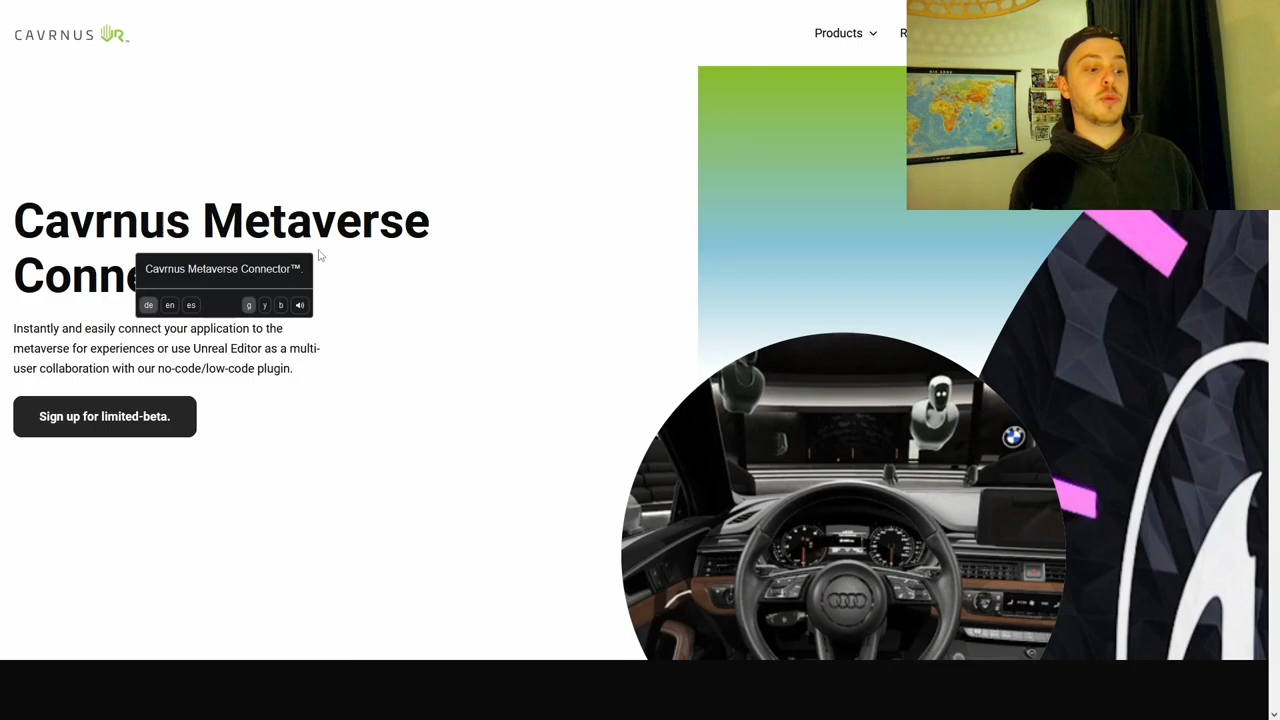 CAVRNUS VR
Products
Cavrnus Metaverse
Conne
Cavrnus Metaverse Connector™.
de en es g y b
Instantly and easily connect your application to the
metaverse for experiences or use Unreal Editor as a multi-
user collaboration with our no-code/low-code plugin.
Sign up for limited-beta.